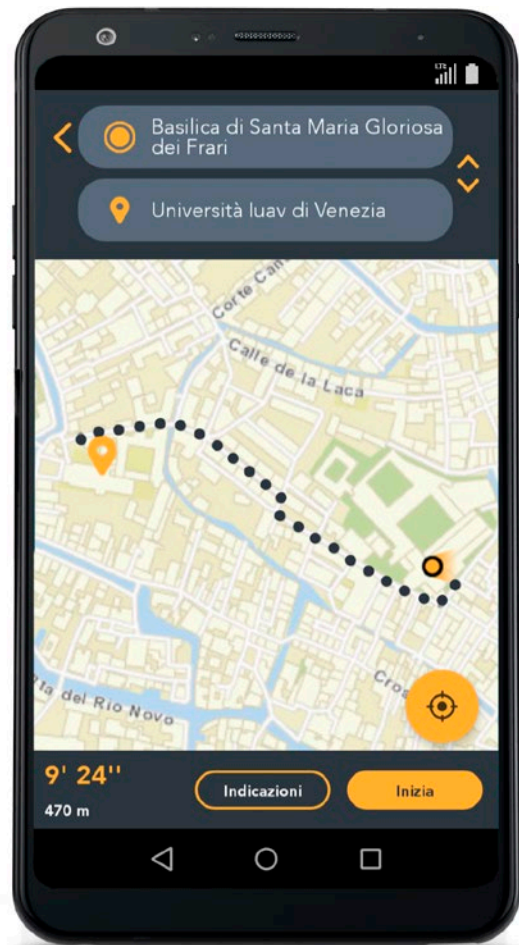 LTE
Basilica di Santa Maria Gloriosa
dei Frari
Università Iuav di Venezia
Calle de la Laca
Rio Novo
9' 24''
470 m
Indicazioni
Inizia